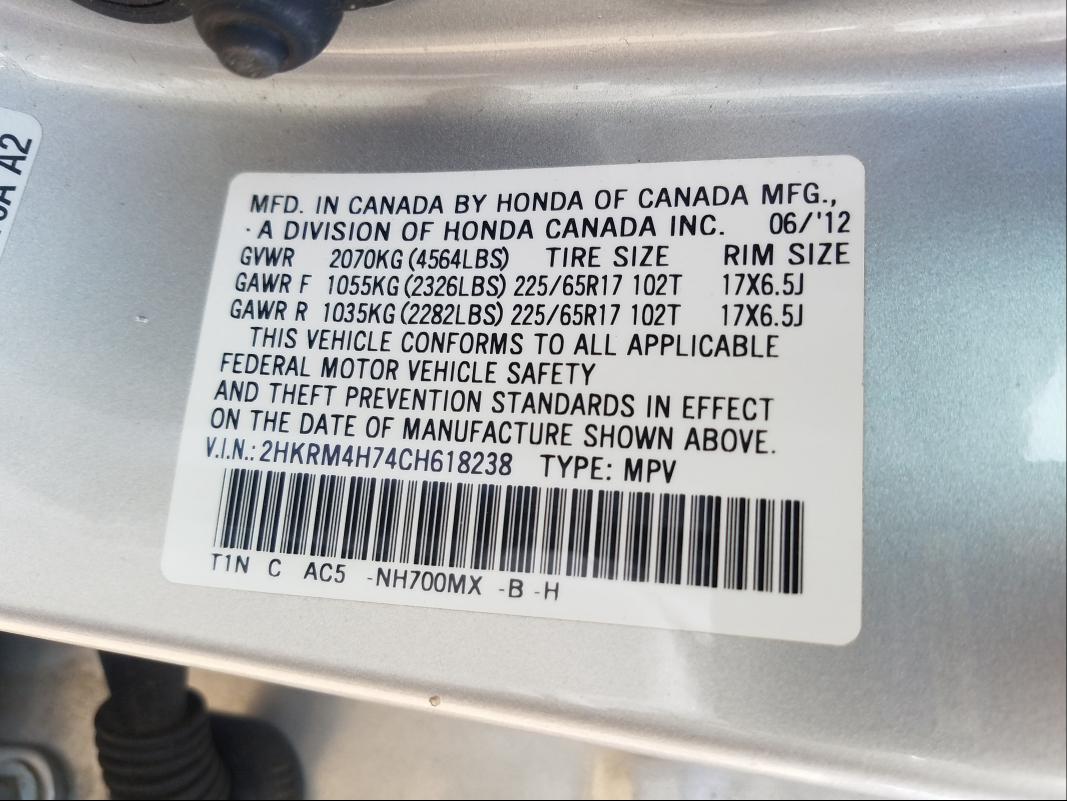 MFD. IN CANADA BY HONDA OF CANADA MFG.,
·A DIVISION OF HONDA CANADA INC. 06/'12
GVWR 2070KG (4564LBS) TIRE SIZE RIM SIZE
GAWR F 1055KG (2326LBS) 225/65R17 102T 17X6.5J
GAWR R 1035KG (2282LBS) 225/65R17 102T 17X6.5J
THIS VEHICLE CONFORMS TO ALL APPLICABLE
FEDERAL MOTOR VEHICLE SAFETY
AND THEFT PREVENTION STANDARDS IN EFFECT
ON THE DATE OF MANUFACTURE SHOWN ABOVE.
V.I.N.: 2HKRM4H74CH618238 TYPE: MPV
T1N C AC5 -NH700MX -B -H
A2